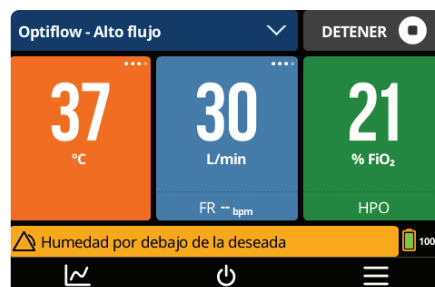 Optiflow - Alto flujo
DETENER
37
°C
30
L/min
FR -- bpm
21
% FiO₂
HPO
Humedad por debajo de la deseada
100